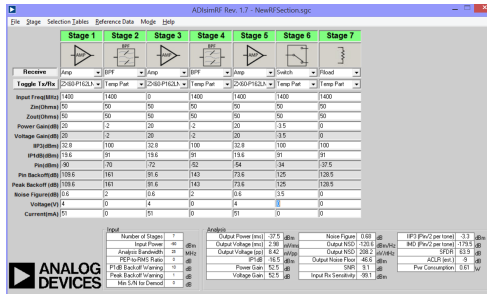 ADIsimRF Rev. 1.7 - NewRFSection.sgc
File Stage Selection Tables Reference Data Mode Help
Stage 1 Stage 2 Stage 3 Stage 4 Stage 5 Stage 6 Stage 7
AMP BPF AMP BPF AMP
Receive Amp BPF Amp BPF Amp Switch Rload
Toggle Tx/Rx ZX60-P162LN Temp Part ZX60-P162LN Temp Part ZX60-P162LN Temp Part Temp Part
Input Freq(MHz) 1400 1400 0 1400 1400 1400 1400
Zin(Ohms) 50 50 50 50 50 50 50
Zout(Ohms) 50 50 50 50 50 50 50
Power Gain(dB) 20 -2 20 -2 20 -3.5 0
Voltage Gain(dB) 20 -2 20 -2 20 -3.5 0
IIP3(dBm) 32.8 100 32.8 100 32.8 100 100
IP1dB(dBm) 19.6 91 19.6 91 19.6 91 91
Pin(dBm) -90 -70 -72 -52 -54 -34 -37.5
Pin Backoff(dB) 109.6 161 91.6 143 73.6 125 128.5
Peak Backoff (dB) 109.6 161 91.6 143 73.6 125 128.5
Noise Figure(dB) 0.6 2 0.6 2 0.6 3.5 0
Voltage(V) 4 0 4 0 4 0
Current(mA) 51 0 51 0 51 0 0
ANALOG DEVICES
Input
Number of Stages 7
Input Power -90 dBm
Analysis Bandwidth MHz
PEP-to-RMS Ratio 0 dB
P1dB Backoff Warning dB
Peak Backoff Warning dB
Min S/N for Demod 0 dB
Analysis
Output Power (rms) -37.5 dBm
Output Voltage (rms) 2.98 mVrms
Output Voltage (pp) 8.42 mVpp
IP1dB -16.5 dBm
Power Gain 52.5 dB
Voltage Gain 52.5 dB
Noise Figure 0.68 dB
Output NSD -120.6 dBm/Hz
Output NSD 208.2 nV/rtHz
Output Noise Floor -46.6 dBm
SNR 9.1 dB
Input Rx Sensitivity -99.1 dBm
IIP3 (Pin/2 per tone) -3.3 dBm
IMD (Pin/2 per tone) -179.5 dB
SFDR 63.9 dB
ACLR (est.) -9 dB
Pwr Consumption 0.61 W